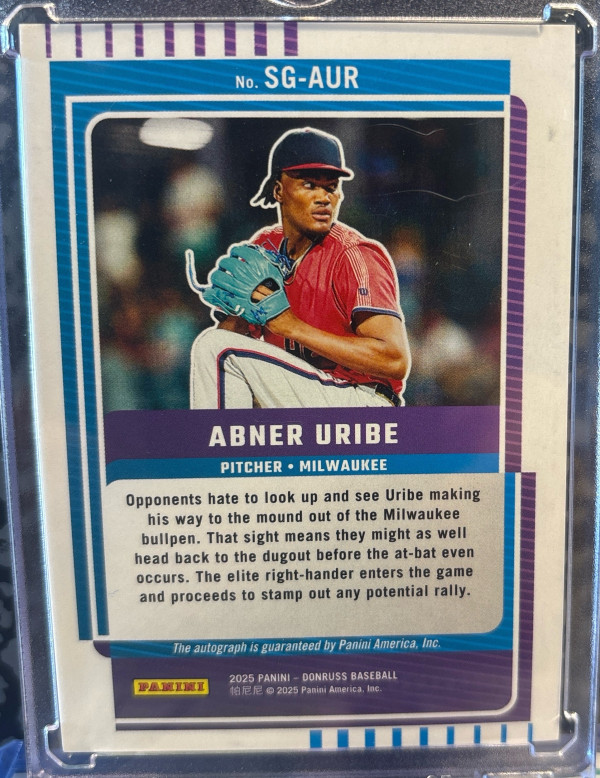 No. SG-AUR
ABNER URIBE
PITCHER • MILWAUKEE
Opponents hate to look up and see Uribe making
his way to the mound out of the Milwaukee
bullpen. That sight means they might as well
head back to the dugout before the at-bat even
occurs. The elite right-hander enters the game
and proceeds to stamp out any potential rally.
The autograph is guaranteed by Panini America, Inc.
PANINI
2025 PANINI – DONRUSS BASEBALL
帕尼尼 © 2025 Panini America, Inc.